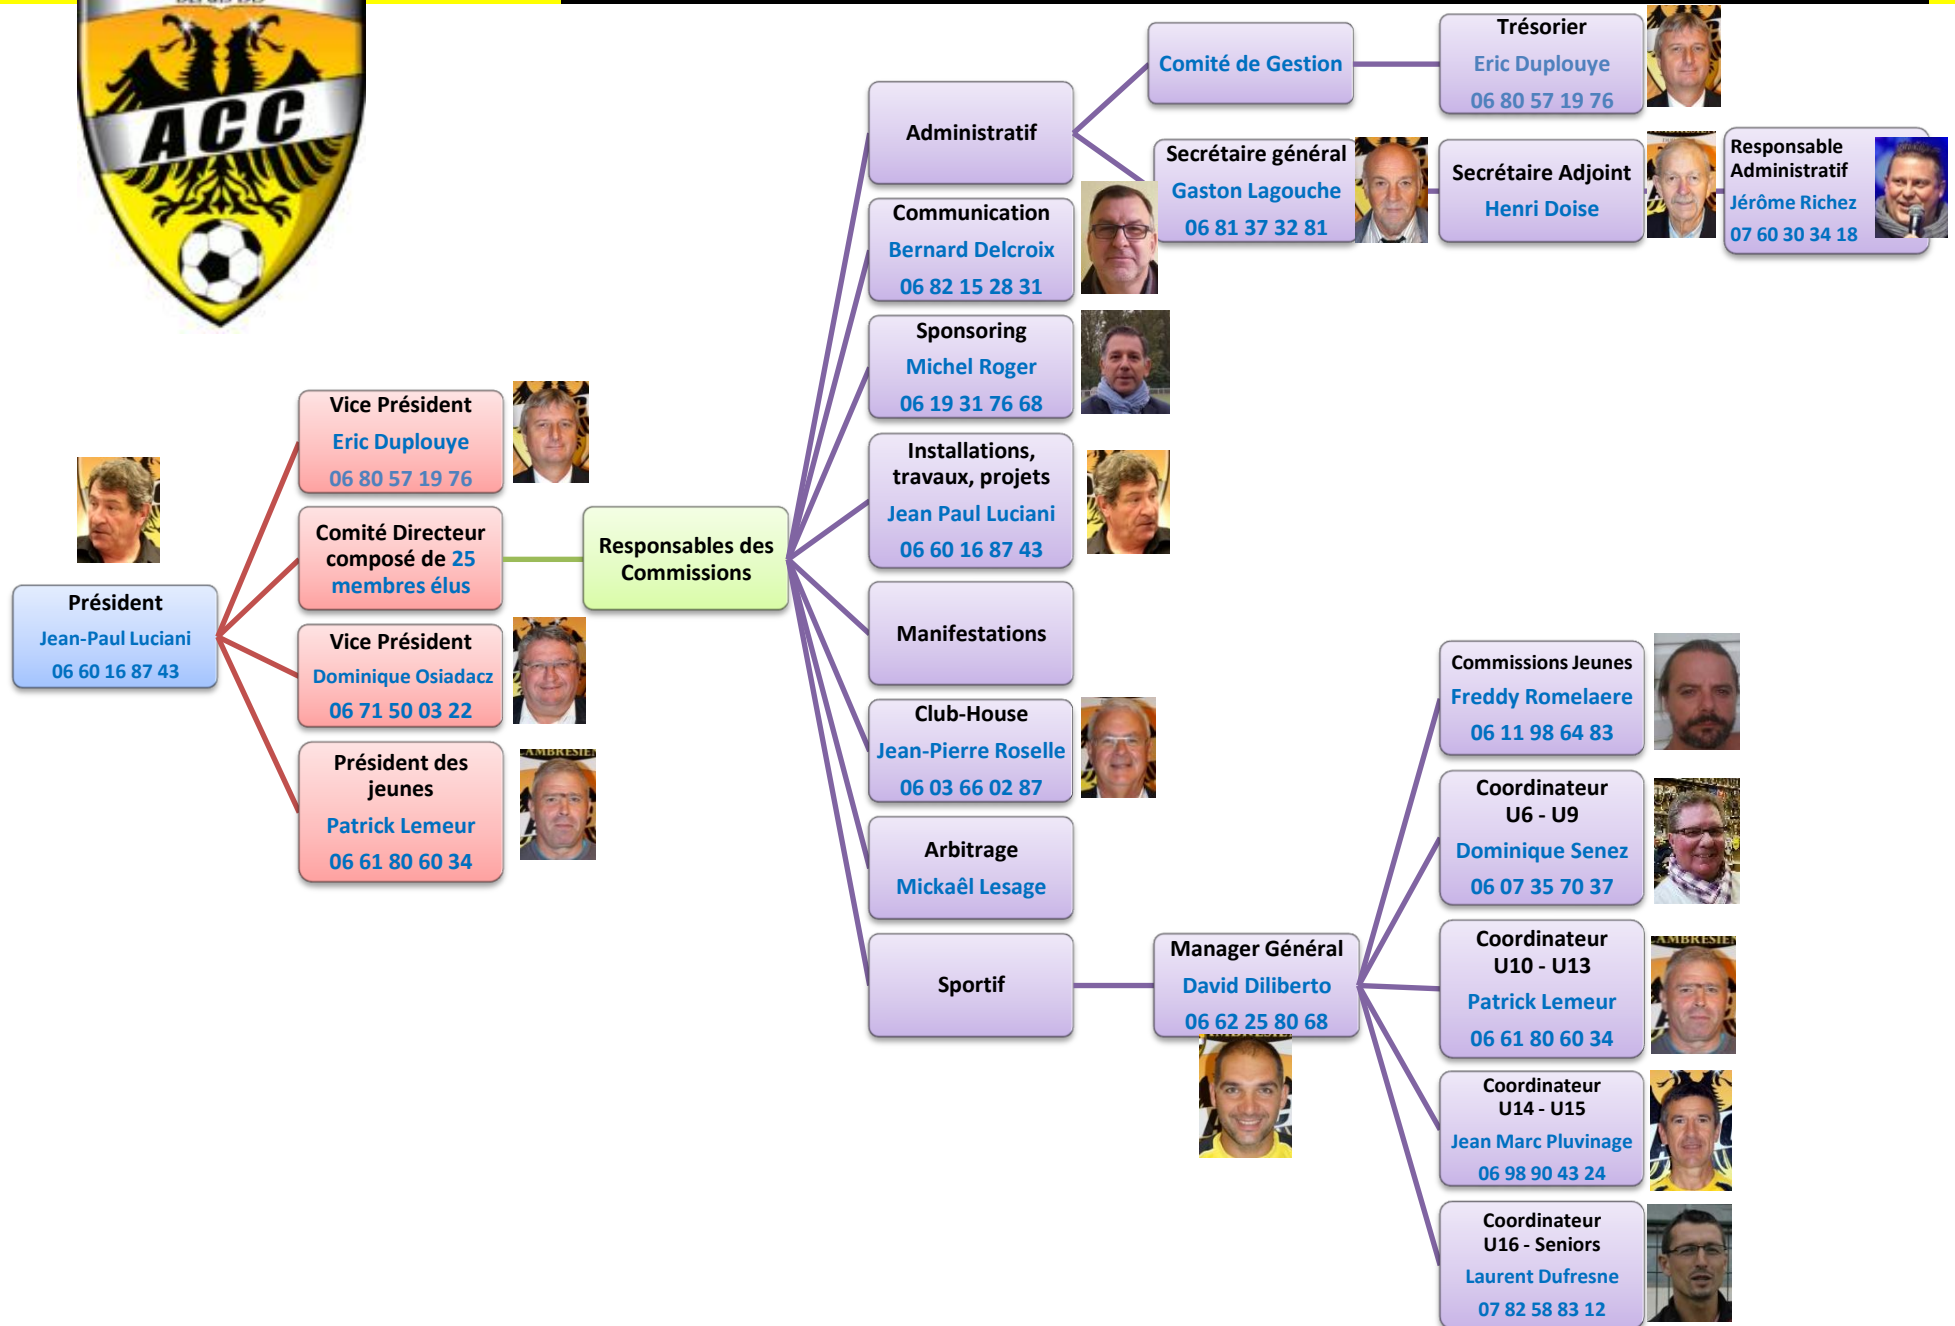 ACC
Président
Jean-Paul Luciani
06 60 16 87 43
Vice Président
Eric Duplouye
06 80 57 19 76
Comité Directeur
composé de 25
membres élus
Vice Président
Dominique Osiadacz
06 71 50 03 22
Président des
jeunes
Patrick Lemeur
06 61 80 60 34
Responsables des
Commissions
Administratif
Comité de Gestion
Trésorier
Eric Duplouye
06 80 57 19 76
Secrétaire général
Gaston Lagouche
06 81 37 32 81
Secrétaire Adjoint
Henri Doise
Responsable
Administratif
Jérôme Richez
07 60 30 34 18
Communication
Bernard Delcroix
06 82 15 28 31
Sponsoring
Michel Roger
06 19 31 76 68
Installations,
travaux, projets
Jean Paul Luciani
06 60 16 87 43
Manifestations
Club-House
Jean-Pierre Roselle
06 03 66 02 87
Arbitrage
Mickaêl Lesage
Sportif
Manager Général
David Diliberto
06 62 25 80 68
Commissions Jeunes
Freddy Romelaere
06 11 98 64 83
Coordinateur
U6 - U9
Dominique Senez
06 07 35 70 37
Coordinateur
U10 - U13
Patrick Lemeur
06 61 80 60 34
Coordinateur
U14 - U15
Jean Marc Pluvinage
06 98 90 43 24
Coordinateur
U16 - Seniors
Laurent Dufresne
07 82 58 83 12